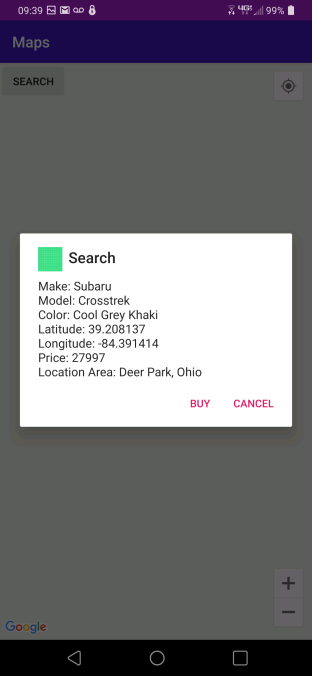 09:39
99%
Maps
SEARCH
Search
Make: Subaru
Model: Crosstrek
Color: Cool Grey Khaki
Latitude: 39.208137
Longitude: -84.391414
Price: 27997
Location Area: Deer Park, Ohio
BUY CANCEL
Google